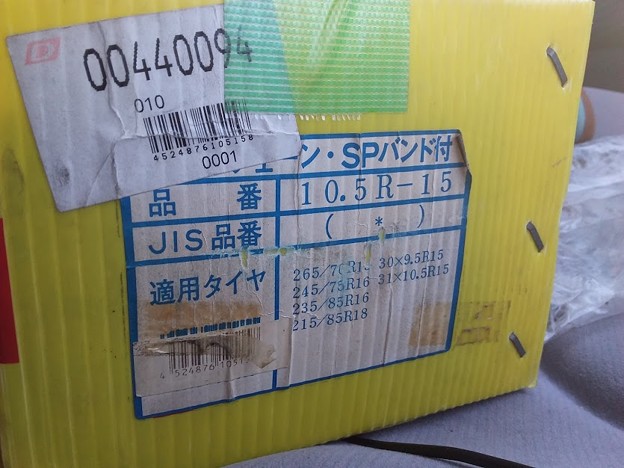 00440094
010
4524876105158
0001
ン・SPバンド付
品 番 10.5R-15
JIS品番 ( * )
適用タイヤ
265/70R15 30×9.5R15
245/75R16 31×10.5R15
235/85R16
215/85R18
4524876105